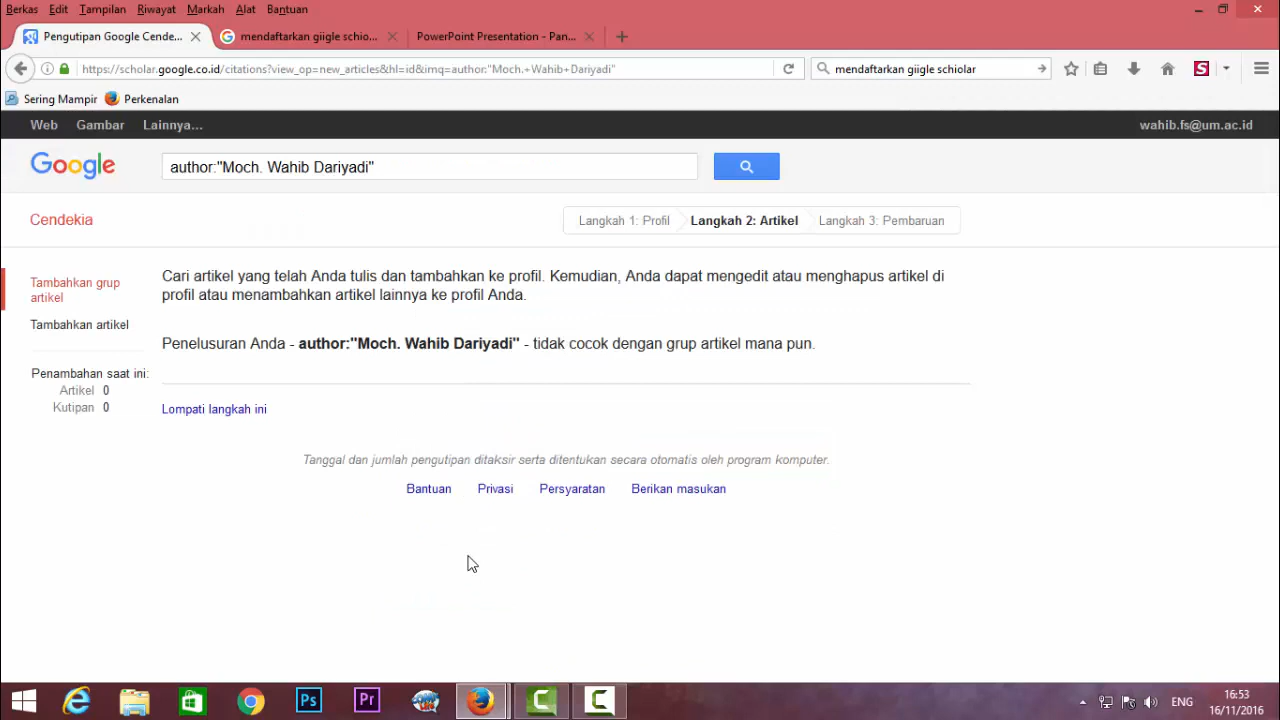 Berkas Edit Tampilan Riwayat Markah Alat Bantuan
Pengutipan Google Cende... mendaftarkan giigle schio... PowerPoint Presentation - Pan...
https://scholar.google.co.id/citations?view_op=new_articles&hl=id&imq=author:"Moch.+Wahib+Dariyadi" mendaftarkan giigle schiolar
Sering Mampir Perkenalan
Web Gambar Lainnya... wahib.fs@um.ac.id
Google author:"Moch. Wahib Dariyadi"
Cendekia Langkah 1: Profil Langkah 2: Artikel Langkah 3: Pembaruan
Tambahkan grup
artikel
Tambahkan artikel
Penambahan saat ini:
Artikel 0
Kutipan 0
Cari artikel yang telah Anda tulis dan tambahkan ke profil. Kemudian, Anda dapat mengedit atau menghapus artikel di
profil atau menambahkan artikel lainnya ke profil Anda.
Penelusuran Anda - author:"Moch. Wahib Dariyadi" - tidak cocok dengan grup artikel mana pun.
Lompati langkah ini
Tanggal dan jumlah pengutipan ditaksir serta ditentukan secara otomatis oleh program komputer.
Bantuan Privasi Persyaratan Berikan masukan
Ps Pr ENG 16:53
16/11/2016